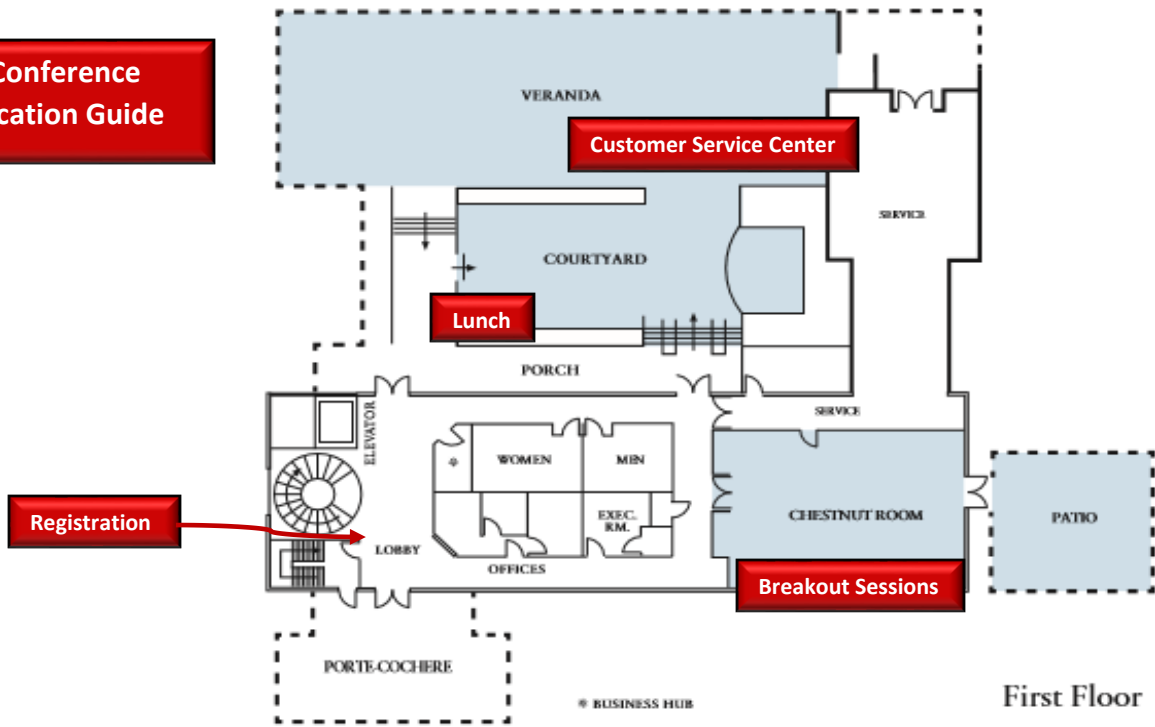 Conference
cation Guide
VERANDA
Customer Service Center
SERVICE
COURTYARD
Lunch
PORCH
ELEVATOR
SERVICE
* WOMEN MEN
EXEC.
RM.
CHESTNUT ROOM
PATIO
Registration
LOBBY
OFFICES
Breakout Sessions
PORTE-COCHERE
* BUSINESS HUB
First Floor